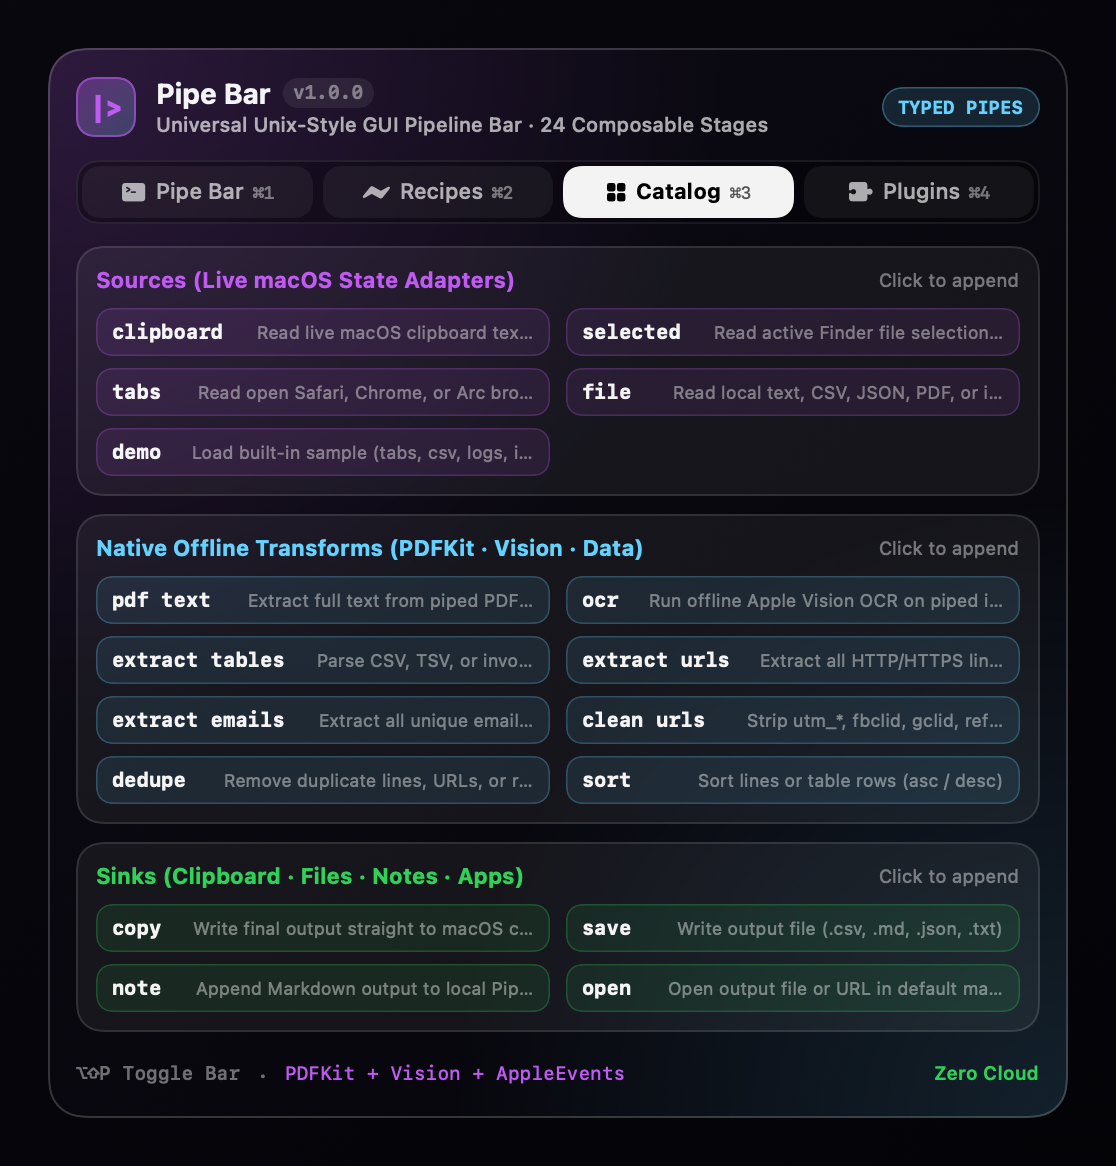 |>
Pipe Bar v1.0.0
Universal Unix-Style GUI Pipeline Bar · 24 Composable Stages
TYPED PIPES
Pipe Bar ⌘1
Recipes ⌘2
Catalog ⌘3
Plugins ⌘4
Sources (Live macOS State Adapters)
Click to append
clipboard Read live macOS clipboard tex...
selected Read active Finder file selection...
tabs Read open Safari, Chrome, or Arc bro...
file Read local text, CSV, JSON, PDF, or i...
demo Load built-in sample (tabs, csv, logs, i...
Native Offline Transforms (PDFKit · Vision · Data)
Click to append
pdf text Extract full text from piped PDF...
ocr Run offline Apple Vision OCR on piped i...
extract tables Parse CSV, TSV, or invo...
extract urls Extract all HTTP/HTTPS lin...
extract emails Extract all unique email...
clean urls Strip utm_*, fbclid, gclid, ref...
dedupe Remove duplicate lines, URLs, or r...
sort Sort lines or table rows (asc / desc)
Sinks (Clipboard · Files · Notes · Apps)
Click to append
copy Write final output straight to macOS c...
save Write output file (.csv, .md, .json, .txt)
note Append Markdown output to local Pip...
open Open output file or URL in default ma...
⌥⇧P Toggle Bar · PDFKit + Vision + AppleEvents
Zero Cloud